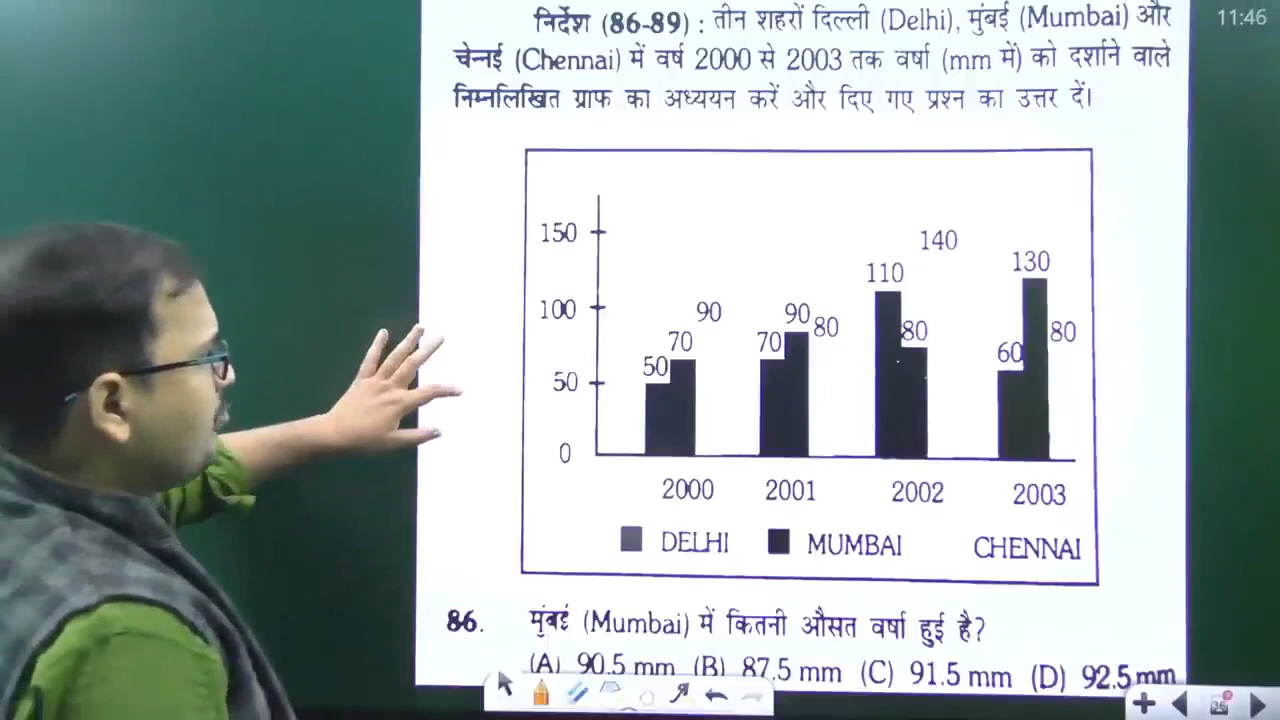 11:46
निर्देश (86-89) : तीन शहरों दिल्ली (Delhi), मुंबई (Mumbai) और
चेन्नई (Chennai) में वर्ष 2000 से 2003 तक वर्षा (mm में) को दर्शाने वाले
निम्नलिखित ग्राफ का अध्ययन करें और दिए गए प्रश्न का उत्तर दें।
150
100
50
0
50 70 90
70 90 80
110 80 140
60 130 80
2000 2001 2002 2003
DELHI MUMBAI CHENNAI
86. मुंबई (Mumbai) में कितनी औसत वर्षा हुई है?
(A) 90.5 mm (B) 87.5 mm (C) 91.5 mm (D) 92.5 mm
36